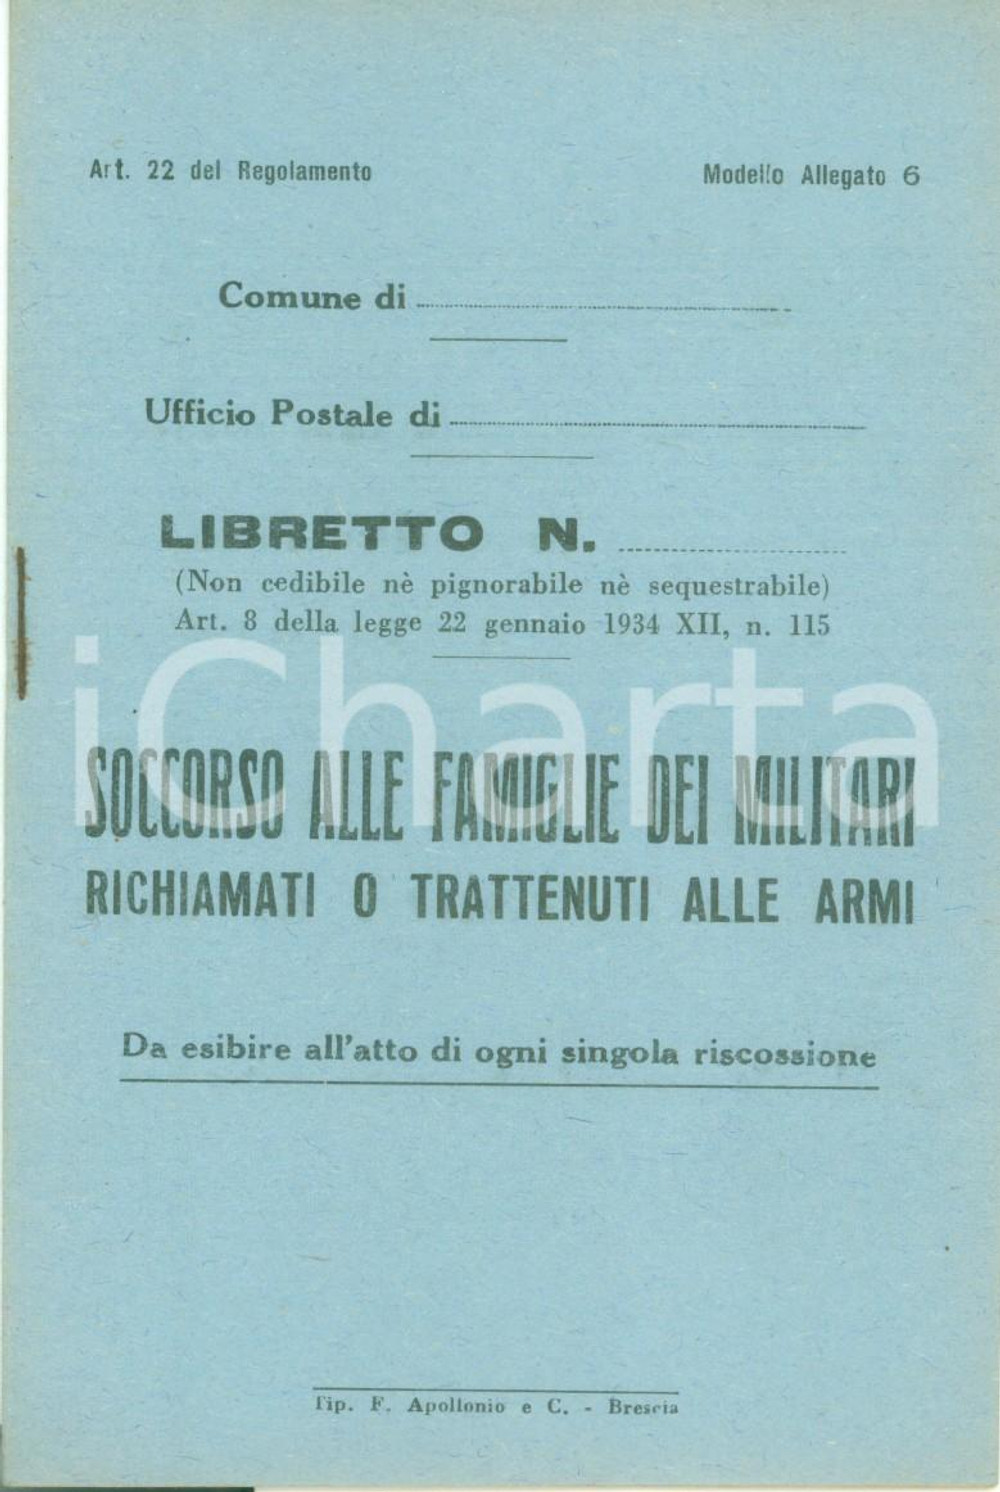 Art. 22 del Regolamento
Modello Allegato 6
Comune di
Ufficio Postale di
LIBRETTO N.
(Non cedibile nè pignorabile nè sequestrabile)
Art. 8 della legge 22 gennaio 1934 XII, n. 115
iCharta
SOCCORSO ALLE FAMIGLIE DEI MILITARI
RICHIAMATI O TRATTENUTI ALLE ARMI
Da esibire all'atto di ogni singola riscossione
Tip. F. Apollonio e C. - Brescia